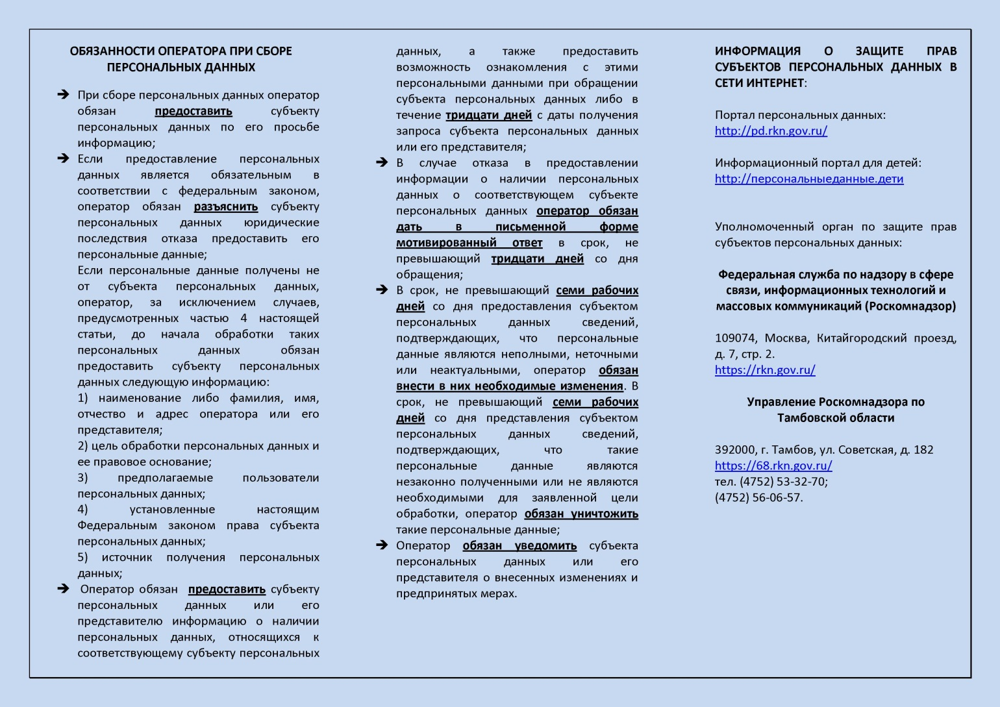 ОБЯЗАННОСТИ ОПЕРАТОРА ПРИ СБОРЕ
ПЕРСОНАЛЬНЫХ ДАННЫХ
➔ При сборе персональных данных оператор
обязан предоставить субъекту
персональных данных по его просьбе
информацию;
➔ Если предоставление персональных
данных является обязательным в
соответствии с федеральным законом,
оператор обязан разъяснить субъекту
персональных данных юридические
последствия отказа предоставить его
персональные данные;
Если персональные данные получены не
от субъекта персональных данных,
оператор, за исключением случаев,
предусмотренных частью 4 настоящей
статьи, до начала обработки таких
персональных данных обязан
предоставить субъекту персональных
данных следующую информацию:
1) наименование либо фамилия, имя,
отчество и адрес оператора или его
представителя;
2) цель обработки персональных данных и
ее правовое основание;
3) предполагаемые пользователи
персональных данных;
4) установленные настоящим
Федеральным законом права субъекта
персональных данных;
5) источник получения персональных
данных;
➔ Оператор обязан предоставить субъекту
персональных данных или его
представителю информацию о наличии
персональных данных, относящихся к
соответствующему субъекту персональных
данных, а также предоставить
возможность ознакомления с этими
персональными данными при обращении
субъекта персональных данных либо в
течение тридцати дней с даты получения
запроса субъекта персональных данных
или его представителя;
➔ В случае отказа в предоставлении
информации о наличии персональных
данных о соответствующем субъекте
персональных данных оператор обязан
дать в письменной форме
мотивированный ответ в срок, не
превышающий тридцати дней со дня
обращения;
➔ В срок, не превышающий семи рабочих
дней со дня предоставления субъектом
персональных данных сведений,
подтверждающих, что персональные
данные являются неполными, неточными
или неактуальными, оператор обязан
внести в них необходимые изменения. В
срок, не превышающий семи рабочих
дней со дня представления субъектом
персональных данных сведений,
подтверждающих, что такие
персональные данные являются
незаконно полученными или не являются
необходимыми для заявленной цели
обработки, оператор обязан уничтожить
такие персональные данные;
➔ Оператор обязан уведомить субъекта
персональных данных или его
представителя о внесенных изменениях и
предпринятых мерах.
ИНФОРМАЦИЯ О ЗАЩИТЕ ПРАВ
СУБЪЕКТОВ ПЕРСОНАЛЬНЫХ ДАННЫХ В
СЕТИ ИНТЕРНЕТ:
Портал персональных данных:
http://pd.rkn.gov.ru/
Информационный портал для детей:
http://персональныеданные.дети
Уполномоченный орган по защите прав
субъектов персональных данных:
Федеральная служба по надзору в сфере
связи, информационных технологий и
массовых коммуникаций (Роскомнадзор)
109074, Москва, Китайгородский проезд,
д. 7, стр. 2.
https://rkn.gov.ru/
Управление Роскомнадзора по
Тамбовской области
392000, г. Тамбов, ул. Советская, д. 182
https://68.rkn.gov.ru/
тел. (4752) 53-32-70;
(4752) 56-06-57.